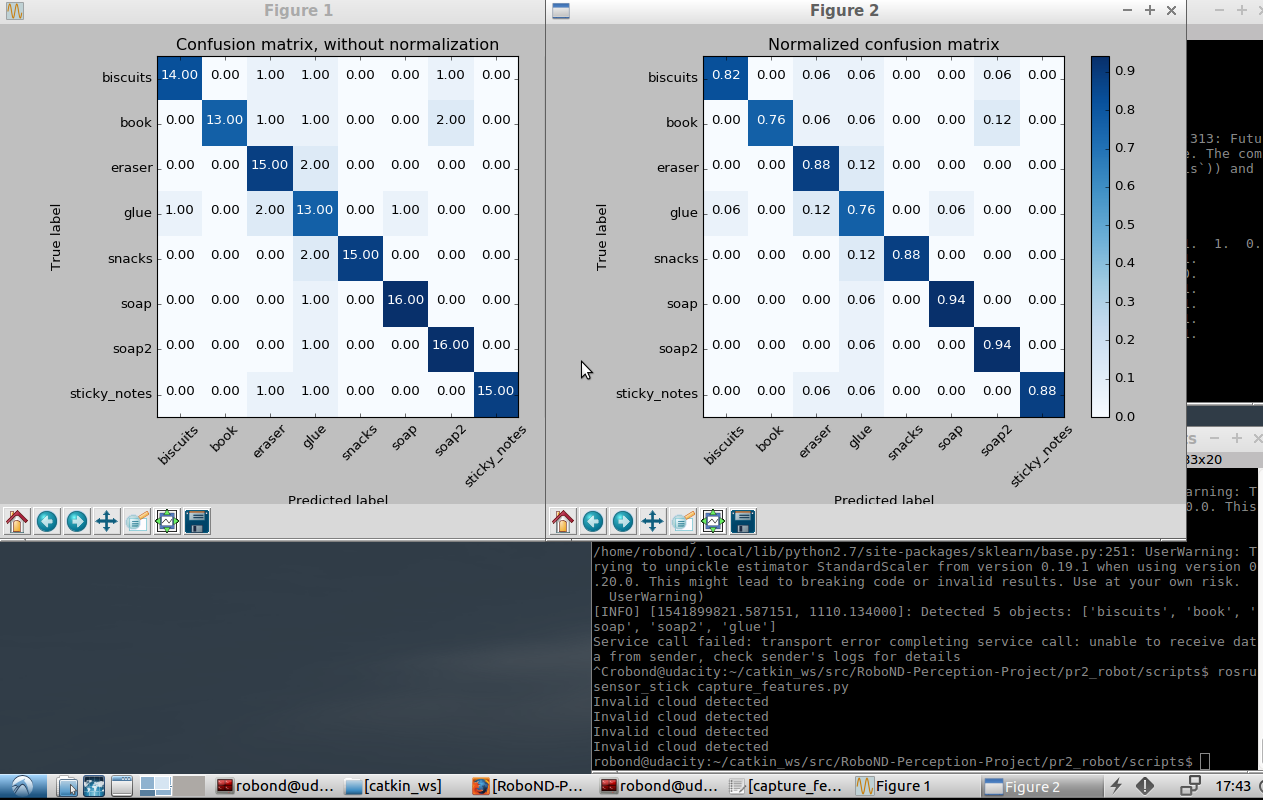 Figure 1
Figure 2
Confusion matrix, without normalization
biscuits 14.00 0.00 1.00 1.00 0.00 0.00 1.00 0.00
book 0.00 13.00 1.00 1.00 0.00 0.00 2.00 0.00
eraser 0.00 0.00 15.00 2.00 0.00 0.00 0.00 0.00
glue 1.00 0.00 2.00 13.00 0.00 1.00 0.00 0.00
snacks 0.00 0.00 0.00 2.00 15.00 0.00 0.00 0.00
soap 0.00 0.00 0.00 1.00 0.00 16.00 0.00 0.00
soap2 0.00 0.00 0.00 1.00 0.00 0.00 16.00 0.00
sticky_notes 0.00 0.00 1.00 1.00 0.00 0.00 0.00 15.00
True label
biscuits book eraser glue snacks soap soap2 sticky_notes
Predicted label
Normalized confusion matrix
biscuits 0.82 0.00 0.06 0.06 0.00 0.00 0.06 0.00
book 0.00 0.76 0.06 0.06 0.00 0.00 0.12 0.00
eraser 0.00 0.00 0.88 0.12 0.00 0.00 0.00 0.00
glue 0.06 0.00 0.12 0.76 0.00 0.06 0.00 0.00
snacks 0.00 0.00 0.00 0.12 0.88 0.00 0.00 0.00
soap 0.00 0.00 0.00 0.06 0.00 0.94 0.00 0.00
soap2 0.00 0.00 0.00 0.06 0.00 0.00 0.94 0.00
sticky_notes 0.00 0.00 0.06 0.06 0.00 0.00 0.00 0.88
True label
biscuits book eraser glue snacks soap soap2 sticky_notes
Predicted label
0.9
0.8
0.7
0.6
0.5
0.4
0.3
0.2
0.1
0.0
313: Futu
. The com
s`)) and
. 1. 0.
33x20
arning: T
0.0. This
/home/robond/.local/lib/python2.7/site-packages/sklearn/base.py:251: UserWarning: T
rying to unpickle estimator StandardScaler from version 0.19.1 when using version 0
.20.0. This might lead to breaking code or invalid results. Use at your own risk.
UserWarning)
[INFO] [1541899821.587151, 1110.134000]: Detected 5 objects: ['biscuits', 'book', '
soap', 'soap2', 'glue']
Service call failed: transport error completing service call: unable to receive dat
a from sender, check sender's logs for details
^Crobond@udacity:~/catkin_ws/src/RoboND-Perception-Project/pr2_robot/scripts$ rosru
sensor_stick capture_features.py
Invalid cloud detected
Invalid cloud detected
Invalid cloud detected
Invalid cloud detected
robond@udacity:~/catkin_ws/src/RoboND-Perception-Project/pr2_robot/scripts$
robond@ud... [catkin_ws] [RoboND-P... robond@ud... [capture_fe... Figure 1 Figure 2 17:43